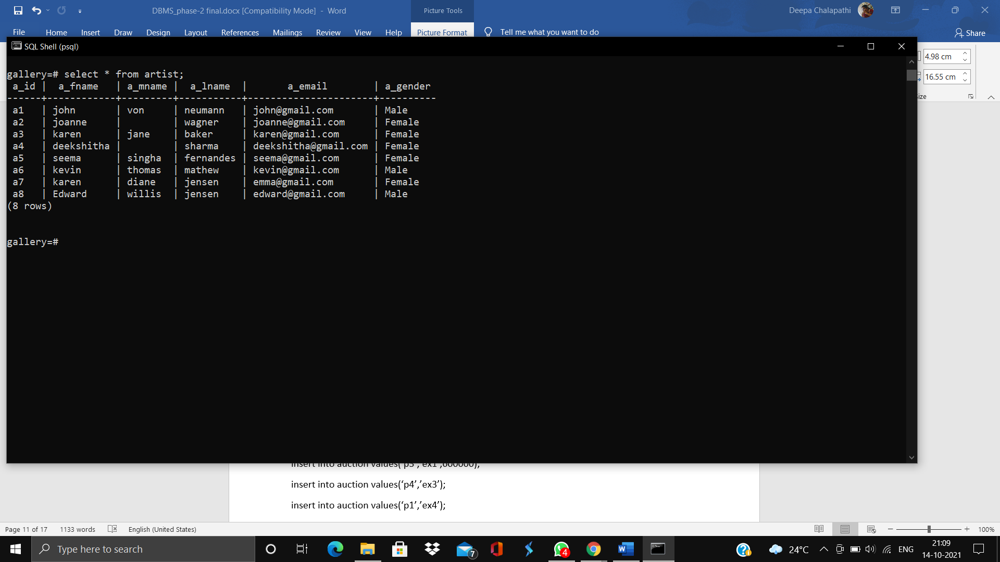 DBMS_phase-2 final.docx [Compatibility Mode] - Word
Picture Tools
Deepa Chalapathi
File Home Insert Draw Design Layout References Mailings Review View Help Picture Format Tell me what you want to do Share
SQL Shell (psql)
4.98 cm
16.55 cm
gallery=# select * from artist;
a_id | a_fname | a_mname | a_lname | a_email | a_gender
------+------------+---------+-----------+----------------------+----------
a1 | john | von | neumann | john@gmail.com | Male
a2 | joanne | | wagner | joanne@gmail.com | Female
a3 | karen | jane | baker | karen@gmail.com | Female
a4 | deekshitha | | sharma | deekshitha@gmail.com | Female
a5 | seema | singha | fernandes | seema@gmail.com | Female
a6 | kevin | thomas | mathew | kevin@gmail.com | Male
a7 | karen | diane | jensen | emma@gmail.com | Female
a8 | Edward | willis | jensen | edward@gmail.com | Male
(8 rows)
gallery=#
insert into auction values('p4','ex3');
insert into auction values('p1','ex4');
Page 11 of 17 1133 words English (United States) 100%
Type here to search
7
4
24°C ENG
21:09
14-10-2021